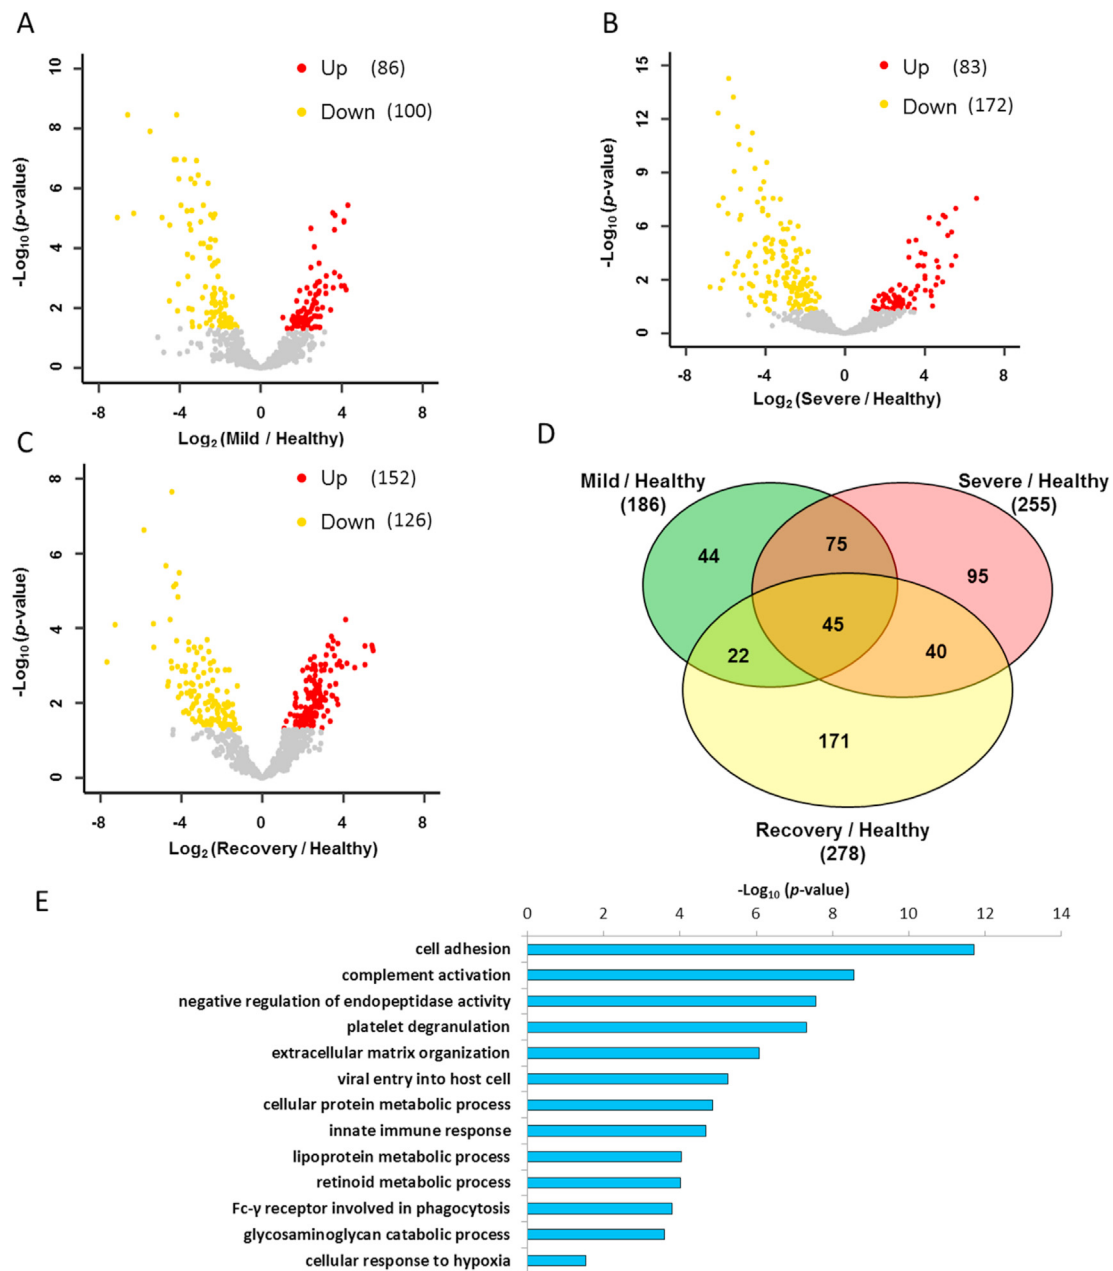 A
10
8
6
4
2
0
-Log10 (p-value)
Up (86)
Down (100)
-8 -4 0 4 8
Log2 (Mild / Healthy)
B
15
12
9
6
2
0
-Log10 (p-value)
Up (83)
Down (172)
-8 -4 0 4 8
Log2 (Severe / Healthy)
C
8
6
4
2
0
-Log10 (p-value)
Up (152)
Down (126)
-8 -4 0 4 8
Log2 (Recovery / Healthy)
D
Mild / Healthy
(186)
Severe / Healthy
(255)
44
75
95
45
22
40
171
Recovery / Healthy
(278)
E
-Log10 (p-value)
0 2 4 6 8 10 12 14
cell adhesion
complement activation
negative regulation of endopeptidase activity
platelet degranulation
extracellular matrix organization
viral entry into host cell
cellular protein metabolic process
innate immune response
lipoprotein metabolic process
retinoid metabolic process
Fc-γ receptor involved in phagocytosis
glycosaminoglycan catabolic process
cellular response to hypoxia